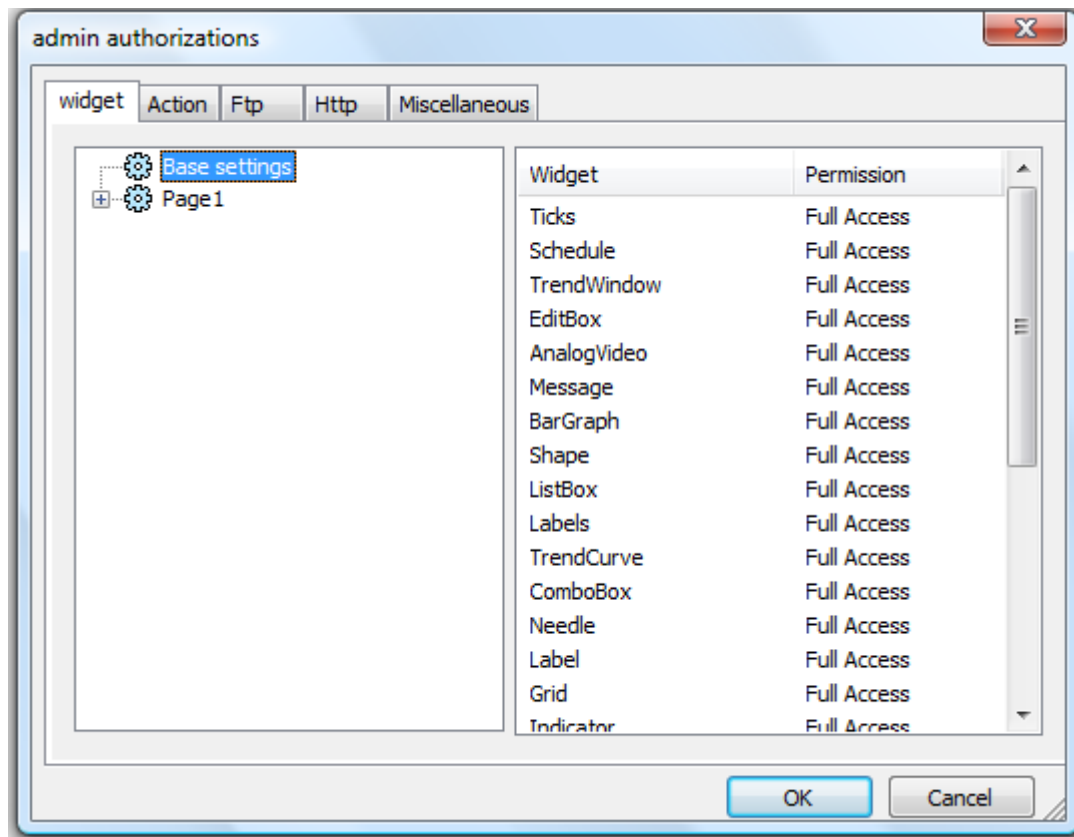 admin authorizations
widget Action Ftp Http Miscellaneous
Base settings
Page1
Widget Permission
Ticks Full Access
Schedule Full Access
TrendWindow Full Access
EditBox Full Access
AnalogVideo Full Access
Message Full Access
BarGraph Full Access
Shape Full Access
ListBox Full Access
Labels Full Access
TrendCurve Full Access
ComboBox Full Access
Needle Full Access
Label Full Access
Grid Full Access
Indicator Full Access
OK Cancel